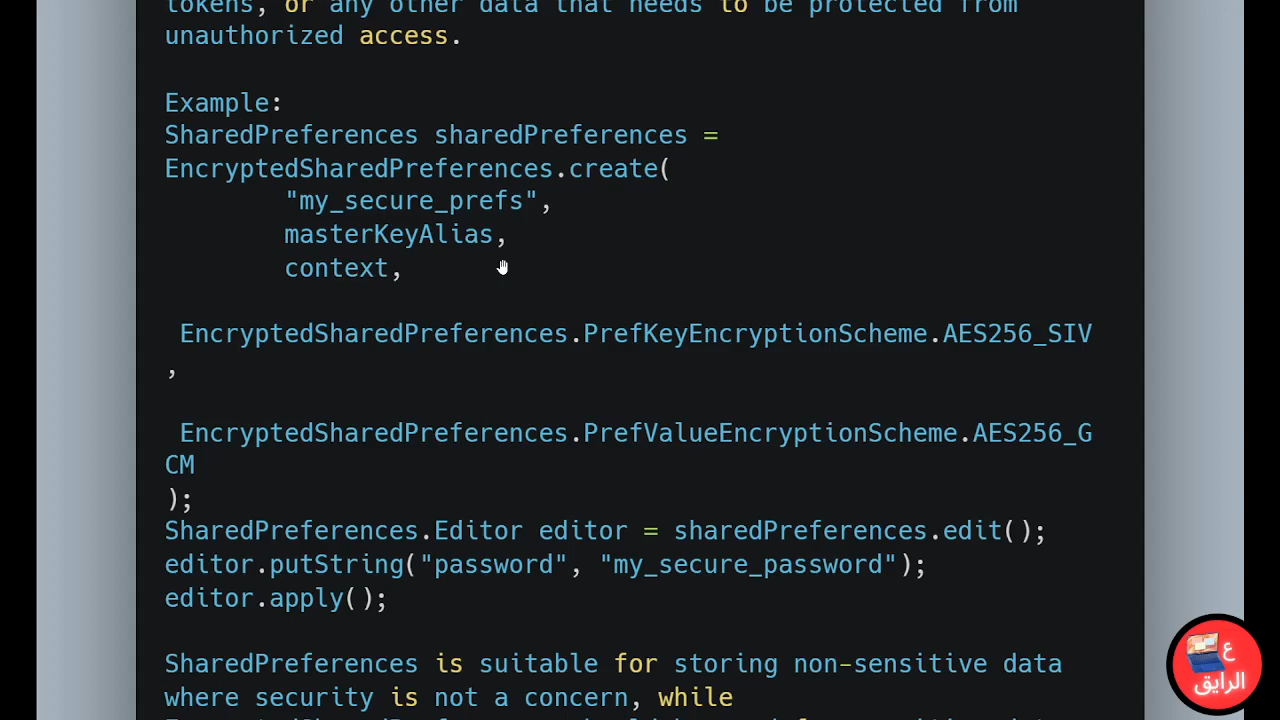 tokens, or any other data that needs to be protected from
unauthorized access.
Example:
SharedPreferences sharedPreferences =
EncryptedSharedPreferences.create(
"my_secure_prefs",
masterKeyAlias,
context,
EncryptedSharedPreferences.PrefKeyEncryptionScheme.AES256_SIV
,
EncryptedSharedPreferences.PrefValueEncryptionScheme.AES256_G
CM
);
SharedPreferences.Editor editor = sharedPreferences.edit();
editor.putString("password", "my_secure_password");
editor.apply();
SharedPreferences is suitable for storing non-sensitive data
where security is not a concern, while
ع
الرايق